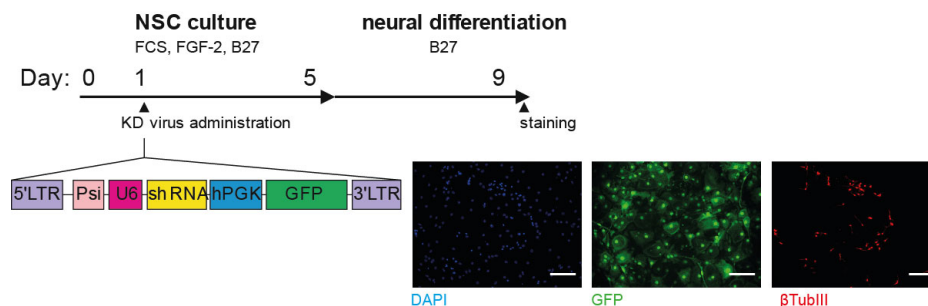 NSC culture
FCS, FGF-2, B27
neural differentiation
B27
Day: 0 1 5 9
KD virus administration
staining
5'LTR Psi U6 sh RNA hPGK GFP 3'LTR
DAPI GFP βTubIII